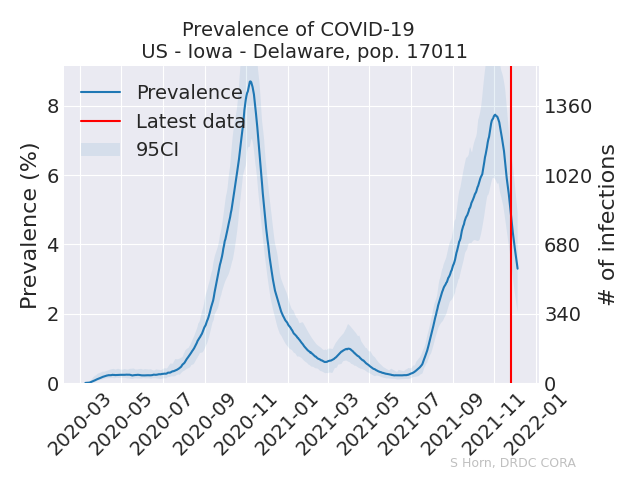 Prevalence of COVID-19
US - Iowa - Delaware, pop. 17011
Prevalence
Latest data
95CI
Prevalence (%)
8
6
4
2
0
1360
1020
680
340
0
# of infections
2020-03
2020-05
2020-07
2020-09
2020-11
2021-01
2021-03
2021-05
2021-07
2021-09
2021-11
2022-01
S Horn, DRDC CORA